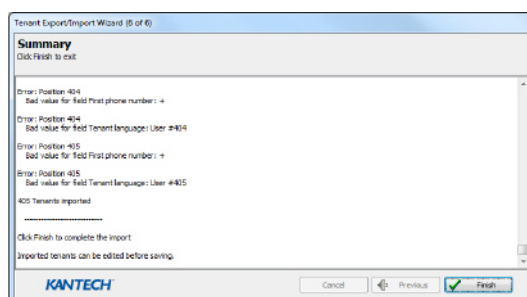 Tenant Export/Import Wizard (6 of 6)
Summary
Click Finish to exit
Error: Position 404
Bad value for field First phone number: +
Error: Position 404
Bad value for field Tenant language: User #404
Error: Position 405
Bad value for field First phone number: +
Error: Position 405
Bad value for field Tenant language: User #405
405 Tenants imported
------------------------------
Click Finish to complete the import
Imported tenants can be edited before saving.
KANTECH
Cancel
Previous
Finish